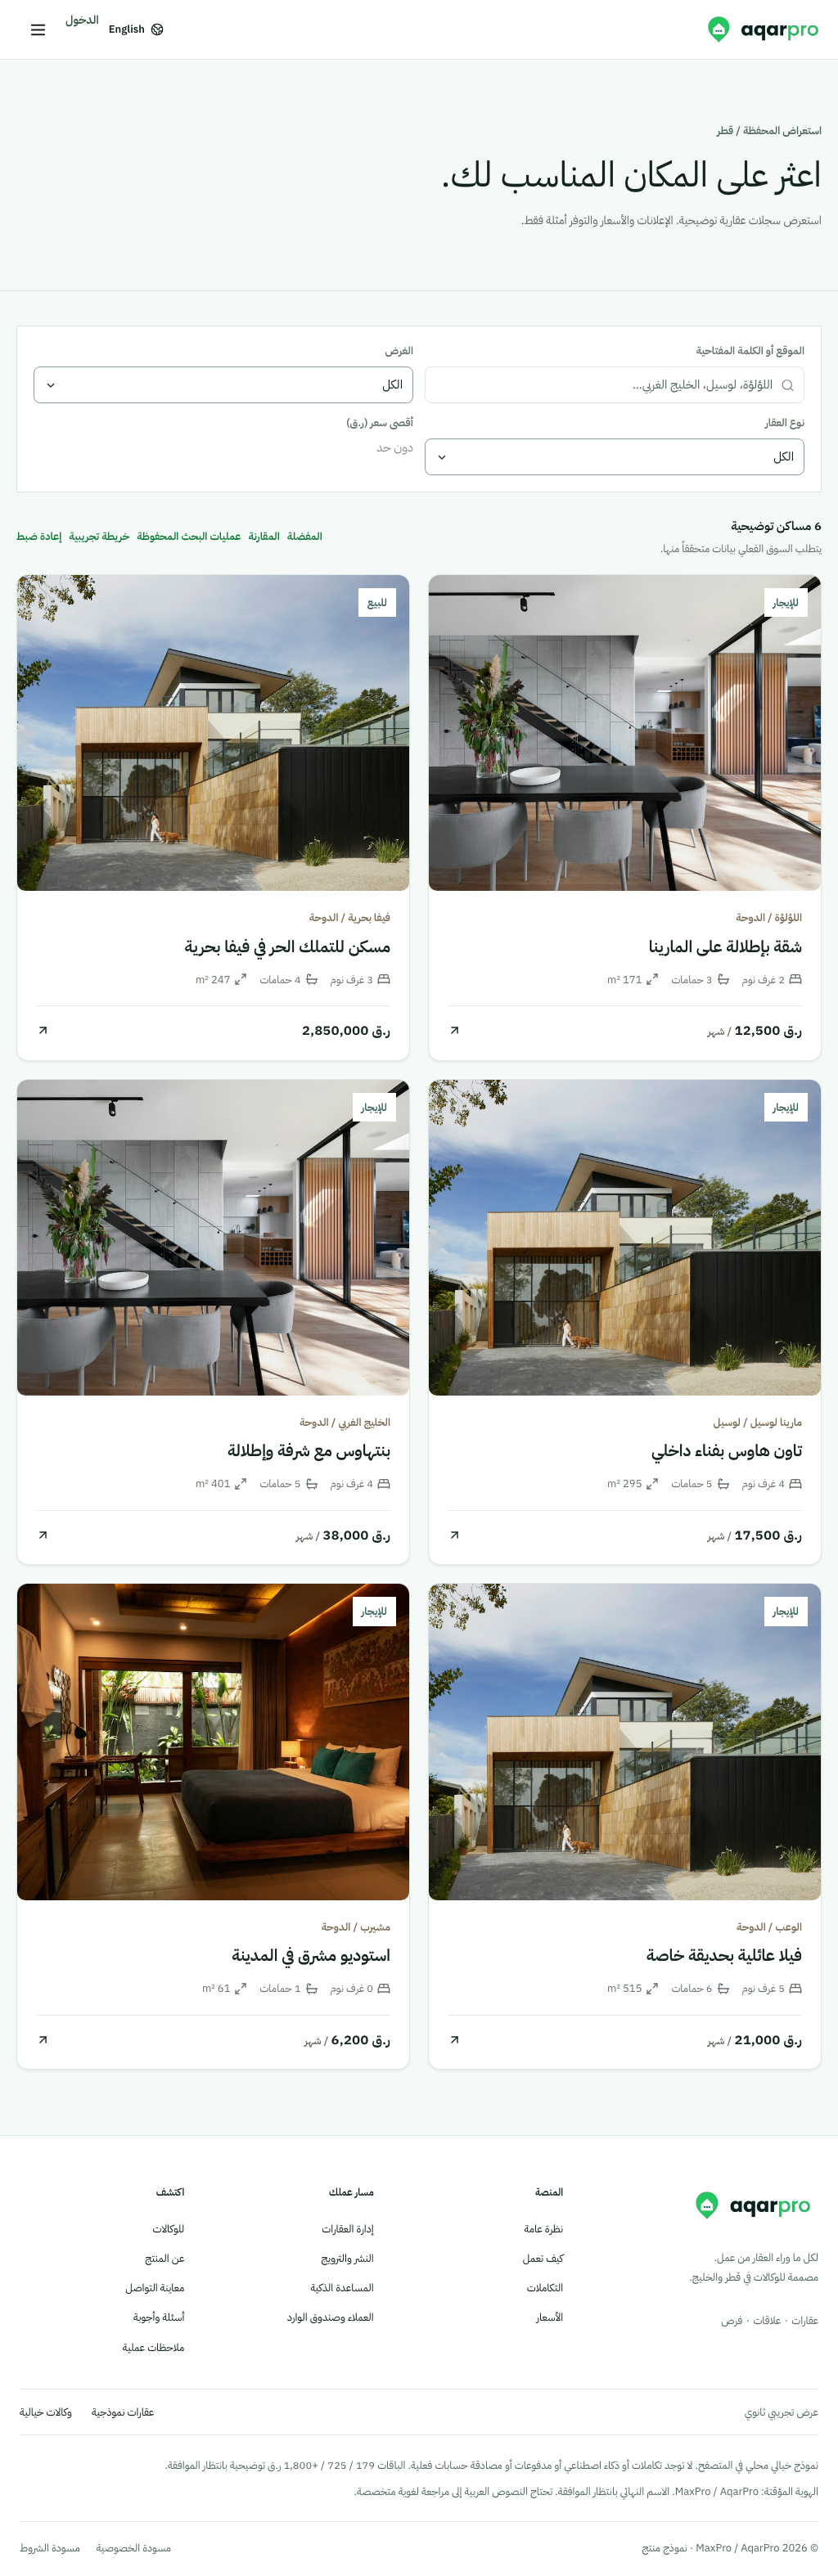 aqarpro
English
الدخول
استعراض المحفظة / قطر
اعثر على المكان المناسب لك.
استعرض سجلات عقارية توضيحية. الإعلانات والأسعار والتوفر أمثلة فقط.
الموقع أو الكلمة المفتاحية
الغرض
اللؤلؤة، لوسيل، الخليج الغربي...
الكل
نوع العقار
أقصى سعر (ر.ق)
الكل
دون حد
6 مساكن توضيحية
يتطلب السوق الفعلي بيانات متحققاً منها.
المفضلة المقارنة عمليات البحث المحفوظة خريطة تجريبية إعادة ضبط
للإيجار
اللؤلؤة / الدوحة
شقة بإطلالة على المارينا
2 غرف نوم 3 حمامات 171 m²
ر.ق 12,500 / شهر
للبيع
فيفا بحرية / الدوحة
مسكن للتملك الحر في فيفا بحرية
3 غرف نوم 4 حمامات 247 m²
ر.ق 2,850,000
للإيجار
مارينا لوسيل / لوسيل
تاون هاوس بفناء داخلي
4 غرف نوم 5 حمامات 295 m²
ر.ق 17,500 / شهر
للإيجار
الخليج الغربي / الدوحة
بنتهاوس مع شرفة وإطلالة
4 غرف نوم 5 حمامات 401 m²
ر.ق 38,000 / شهر
للإيجار
الوعب / الدوحة
فيلا عائلية بحديقة خاصة
5 غرف نوم 6 حمامات 515 m²
ر.ق 21,000 / شهر
للإيجار
مشيرب / الدوحة
استوديو مشرق في المدينة
0 غرف نوم 1 حمامات 61 m²
ر.ق 6,200 / شهر
aqarpro
لكل ما وراء العقار من عمل.
مصممة للوكالات في قطر والخليج.
عقارات · علاقات · فرص
المنصة
نظرة عامة
كيف تعمل
التكاملات
الأسعار
مسار عملك
إدارة العقارات
النشر والترويج
المساعدة الذكية
العملاء وصندوق الوارد
اكتشف
للوكالات
عن المنتج
معاينة التواصل
أسئلة وأجوبة
ملاحظات عملية
عرض تجريبي ثانوي
عقارات نموذجية
وكالات خيالية
نموذج خيالي محلي في المتصفح. لا توجد تكاملات أو ذكاء اصطناعي أو مدفوعات أو مصادقة حسابات فعلية. الباقات 179 / 725 / +1,800 ر.ق توضيحية بانتظار الموافقة.
الهوية المؤقتة: MaxPro / AqarPro. الاسم النهائي بانتظار الموافقة. تحتاج النصوص العربية إلى مراجعة لغوية متخصصة.
© 2026 MaxPro / AqarPro · نموذج منتج
مسودة الخصوصية
مسودة الشروط